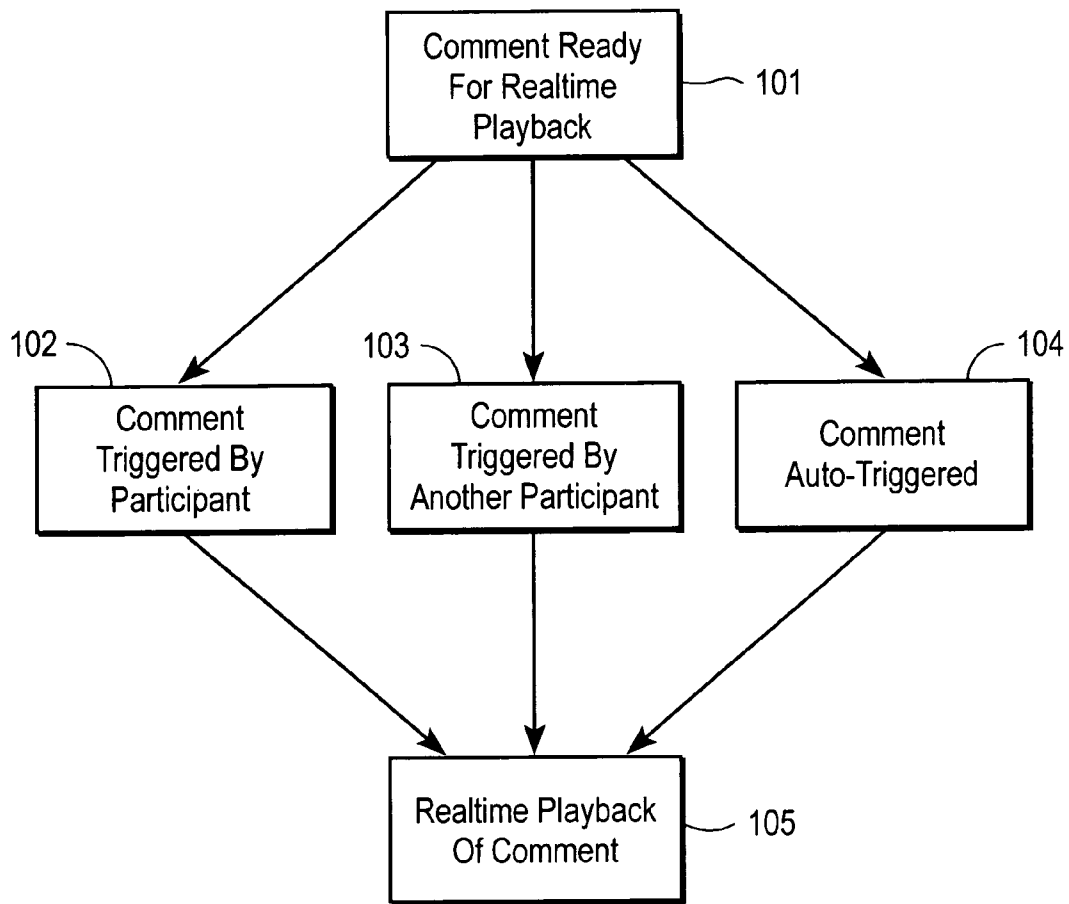 Comment Ready
For Realtime
Playback
101
102
103
104
Comment
Triggered By
Participant
Comment
Triggered By
Another Participant
Comment
Auto-Triggered
Realtime Playback
Of Comment
105